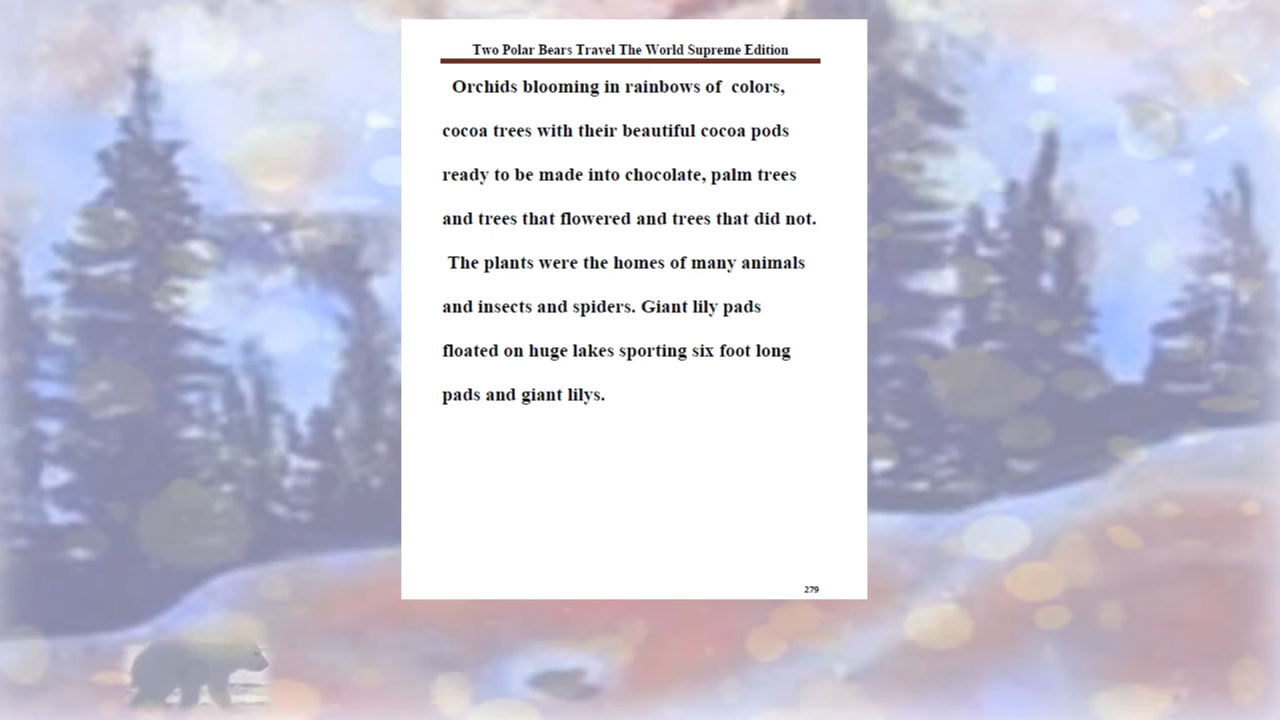 Two Polar Bears Travel The World Supreme Edition
Orchids blooming in rainbows of  colors,
cocoa trees with their beautiful cocoa pods
ready to be made into chocolate, palm trees
and trees that flowered and trees that did not.
The plants were the homes of many animals
and insects and spiders. Giant lily pads
floated on huge lakes sporting six foot long
pads and giant lilys.
279